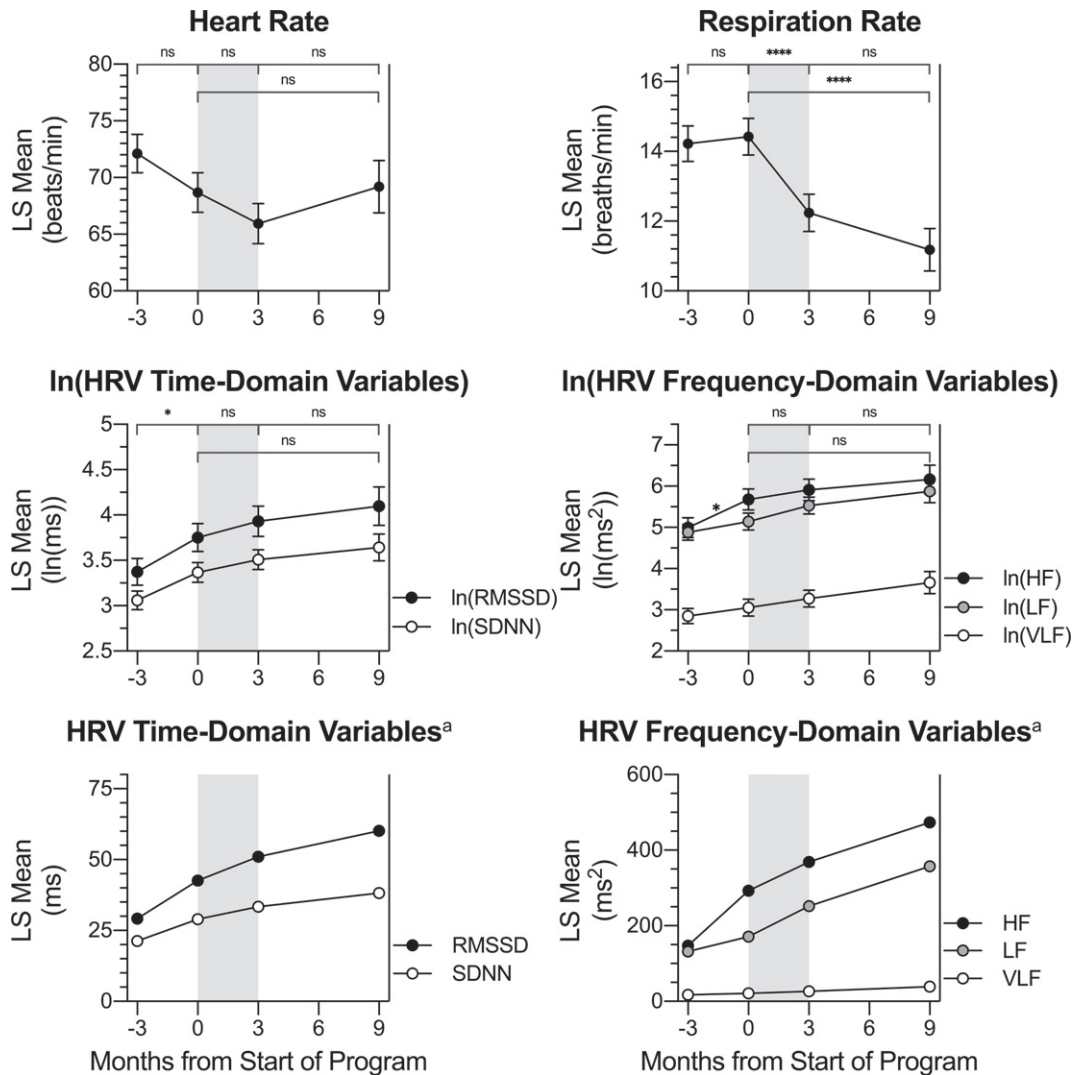 Heart Rate
ns ns ns
ns
80
75
70
65
60
LS Mean
(beats/min)
-3 0 3 6 9
Respiration Rate
ns **** ns
****
16
14
12
10
LS Mean
(breaths/min)
-3 0 3 6 9
ln(HRV Time-Domain Variables)
* ns ns
ns
5
4.5
4
3.5
3
2.5
LS Mean
(ln(ms))
ln(RMSSD)
ln(SDNN)
-3 0 3 6 9
ln(HRV Frequency-Domain Variables)
ns ns
ns
*
7
6
5
4
3
2
LS Mean
(ln(ms²))
ln(HF)
ln(LF)
ln(VLF)
-3 0 3 6 9
HRV Time-Domain Variablesᵃ
75
50
25
0
LS Mean
(ms)
RMSSD
SDNN
-3 0 3 6 9
Months from Start of Program
HRV Frequency-Domain Variablesᵃ
600
400
200
0
LS Mean
(ms²)
HF
LF
VLF
-3 0 3 6 9
Months from Start of Program